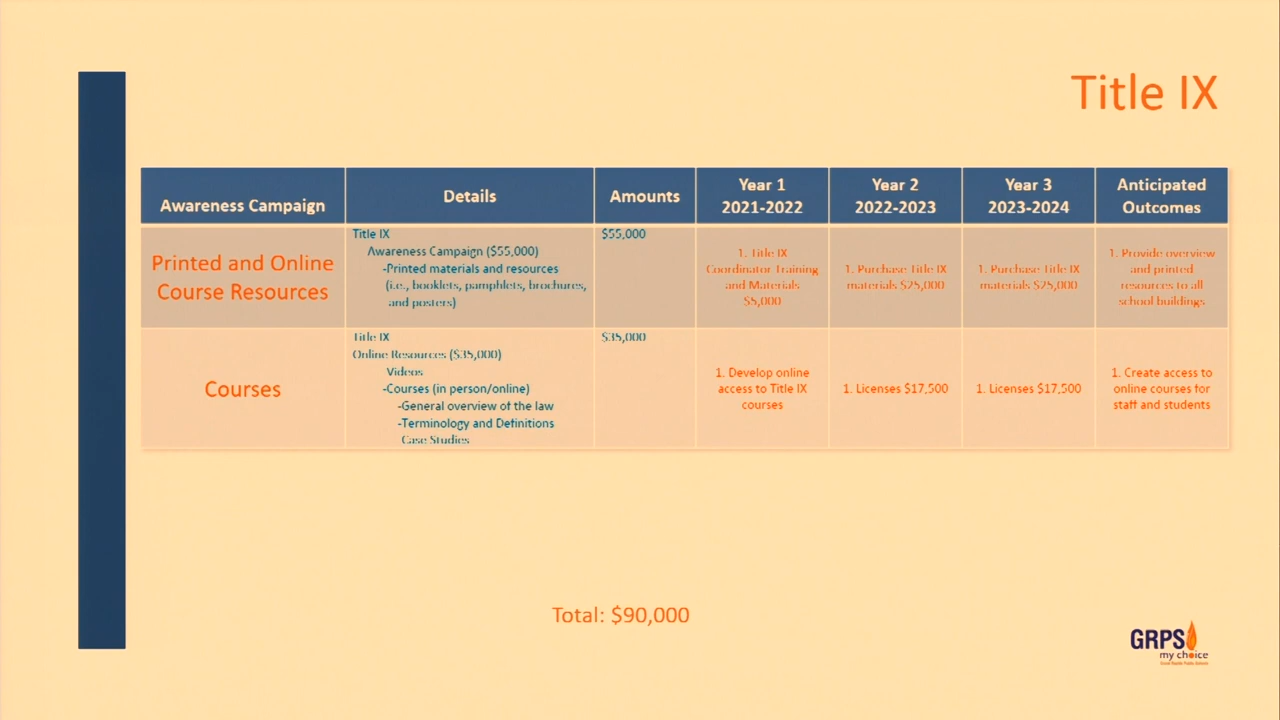 Title IX
Awareness Campaign
Details
Amounts
Year 1
2021-2022
Year 2
2022-2023
Year 3
2023-2024
Anticipated
Outcomes
Printed and Online
Course Resources
Title IX
Awareness Campaign ($55,000)
-Printed materials and resources
(i.e., booklets, pamphlets, brochures,
and posters)
$55,000
1. Title IX
Coordinator Training
and Materials
$5,000
1. Purchase Title IX
materials $25,000
1. Purchase Title IX
materials $25,000
1. Provide overview
and printed
resources to all
school buildings
Courses
Title IX
Online Resources ($35,000)
Videos
-Courses (in person/online)
-General overview of the law
-Terminology and Definitions
Case Studies
$35,000
1. Develop online
access to Title IX
courses
1. Licenses $17,500
1. Licenses $17,500
1. Create access to
online courses for
staff and students
Total: $90,000
GRPS
my choice
Grand Rapids Public Schools